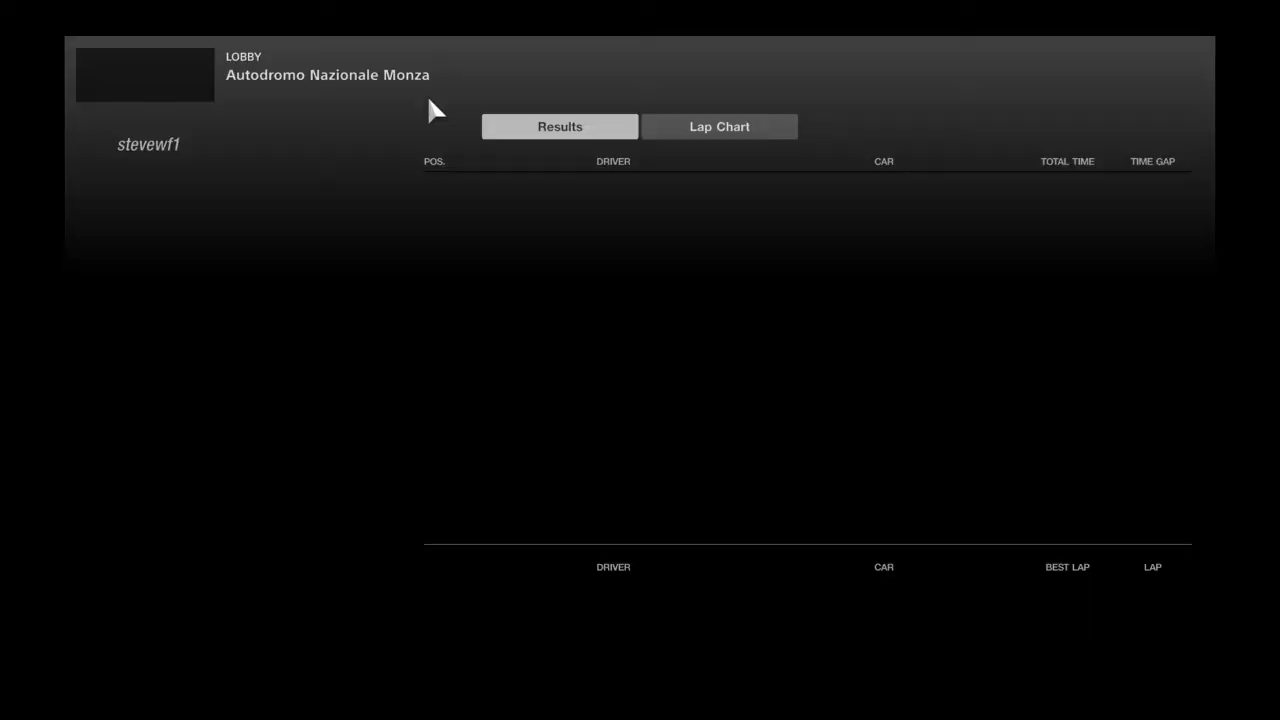 LOBBY
Autodromo Nazionale Monza
stevewf1
Results Lap Chart
POS. DRIVER CAR TOTAL TIME TIME GAP
DRIVER CAR BEST LAP LAP